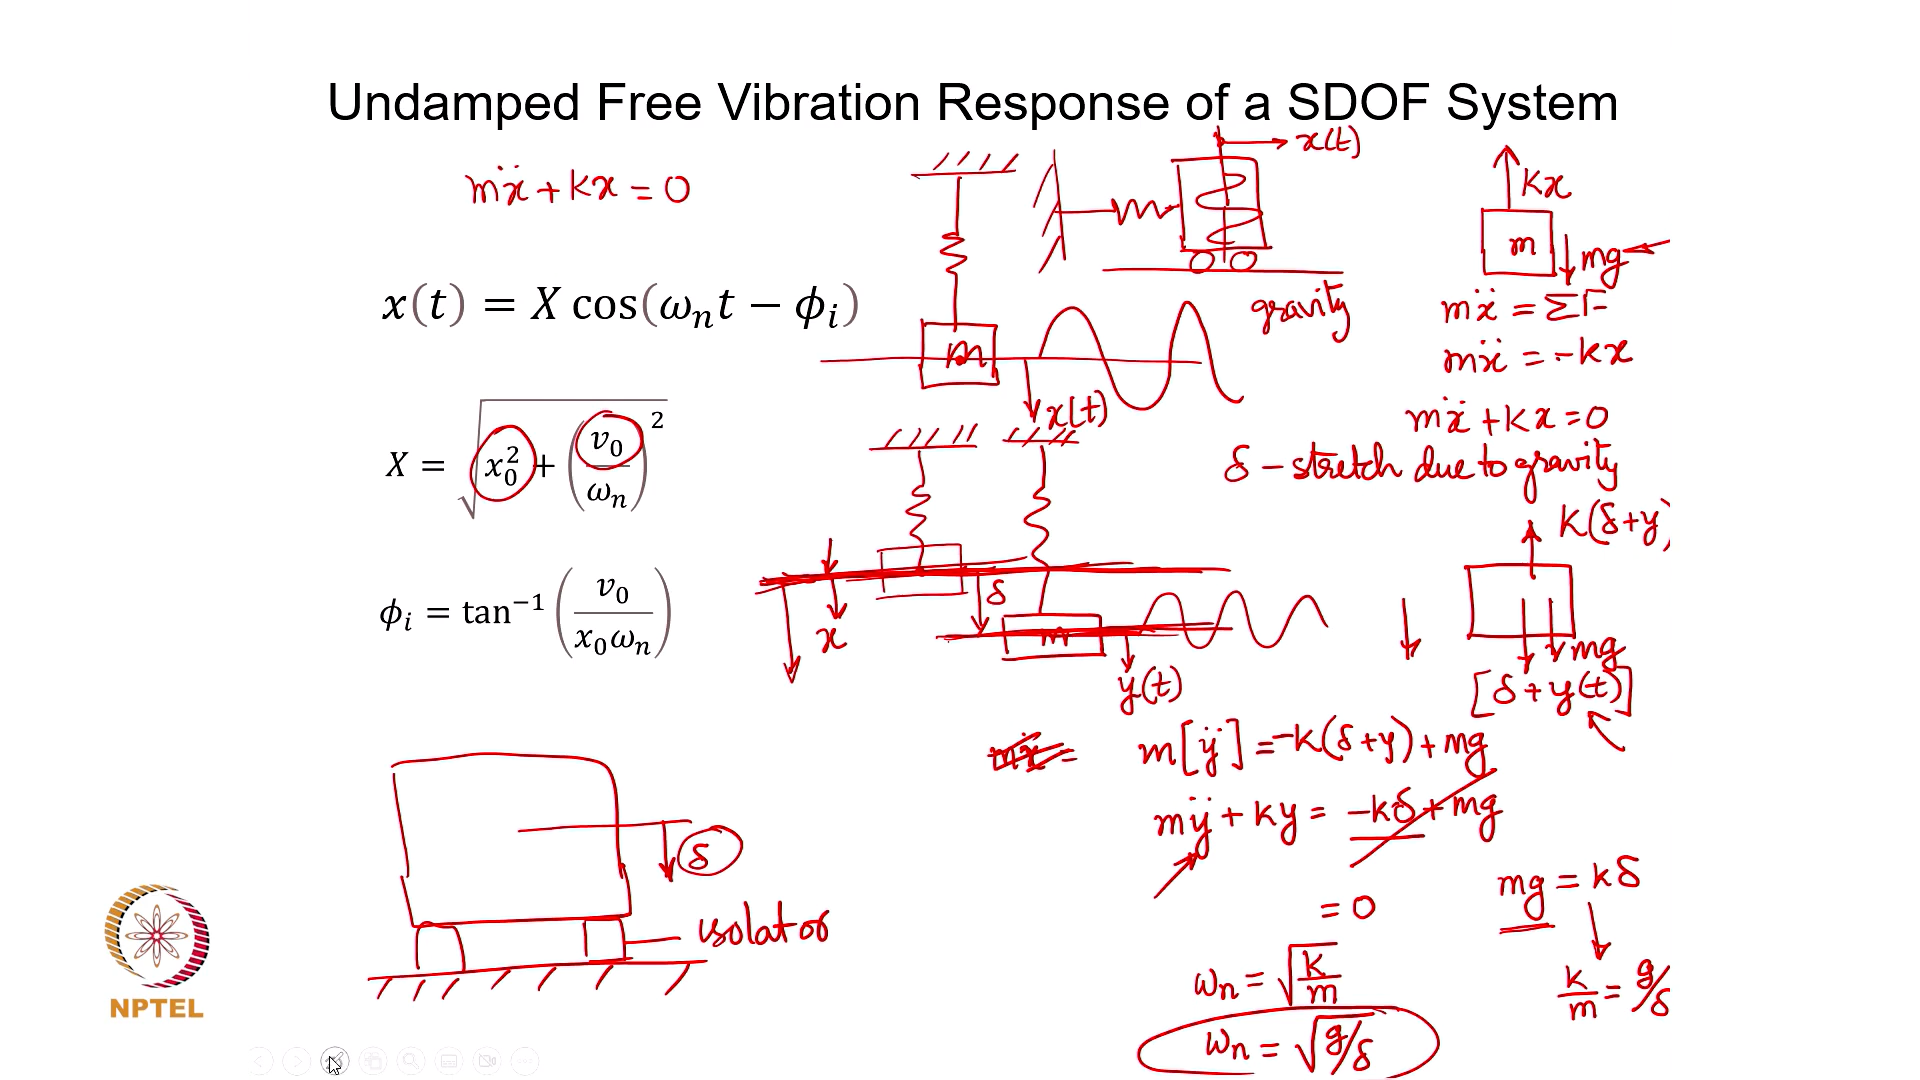 Undamped Free Vibration Response of a SDOF System
mẍ + kx = 0
x(t) = X cos(ωₙt − ϕᵢ)
X = √(x₀² + (v₀/ωₙ)²)
ϕᵢ = tan⁻¹(v₀/(x₀ωₙ))
x(t)
gravity
m
x(t)
kx
m
mg
mẍ = ΣF
mẍ = -kx
mẍ + kx = 0
δ – stretch due to gravity
δ
x
m
y(t)
k(δ+y)
mg
[δ + y(t)]
mẍ =
m[ÿ] = -k(δ+y) + mg
mÿ + ky = -kδ + mg
= 0
mg = kδ
k/m = g/δ
ωn = √(k/m)
ωn = √(g/δ)
δ
isolator
NPTEL